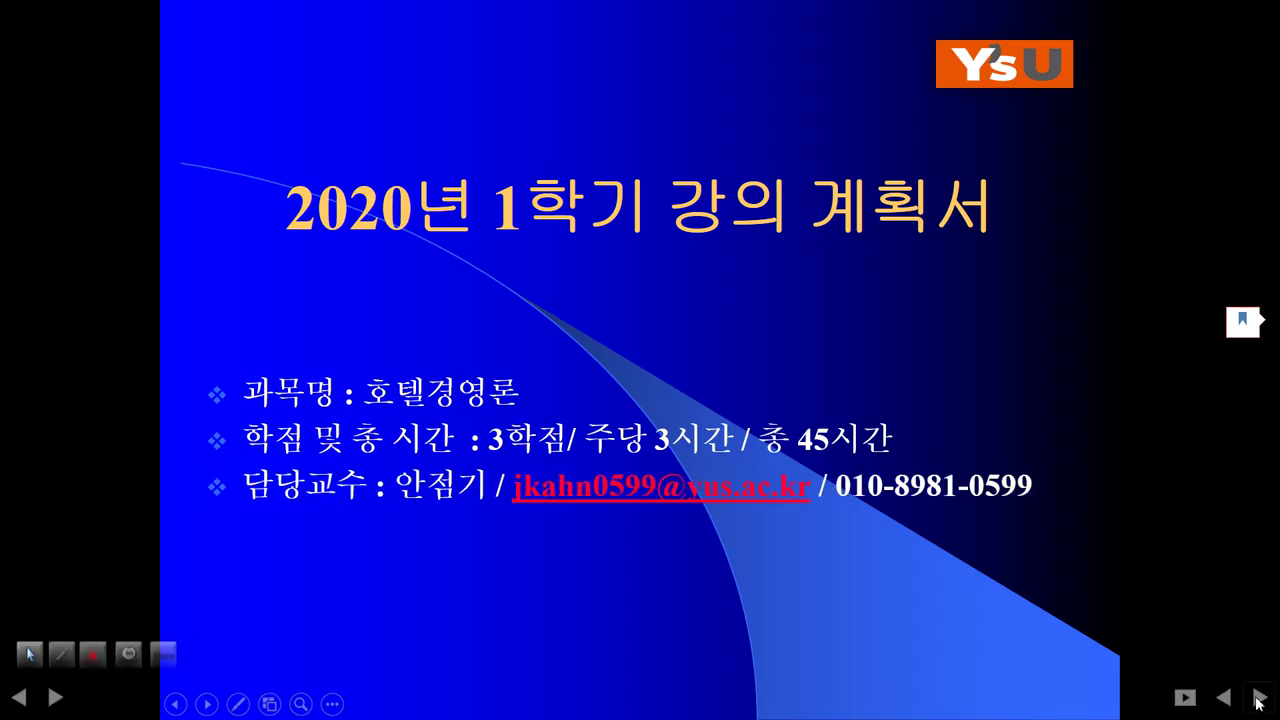 Y'sU
2020년 1학기 강의 계획서
과목명 : 호텔경영론
학점 및 총 시간 : 3학점/ 주당 3시간 / 총 45시간
담당교수 : 안점기 / jkahn0599@yus.ac.kr / 010-8981-0599